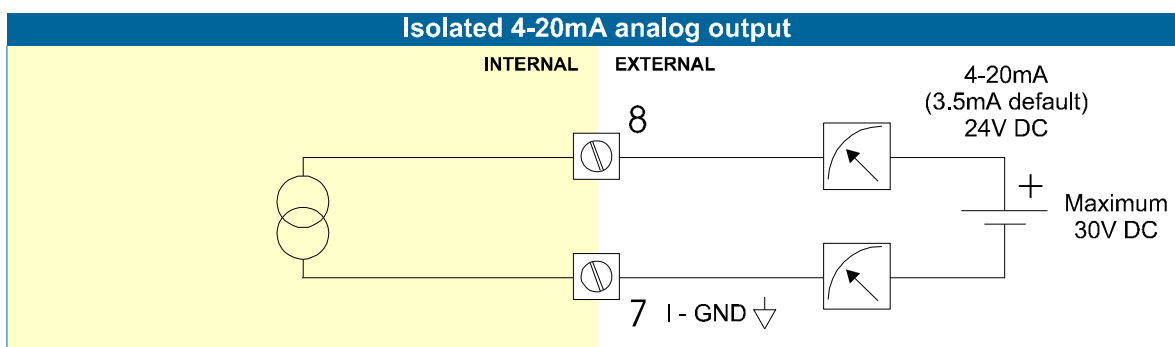 Isolated 4-20mA analog output
INTERNAL EXTERNAL
4-20mA
(3.5mA default)
24V DC
8
+
Maximum
30V DC
7 I - GND